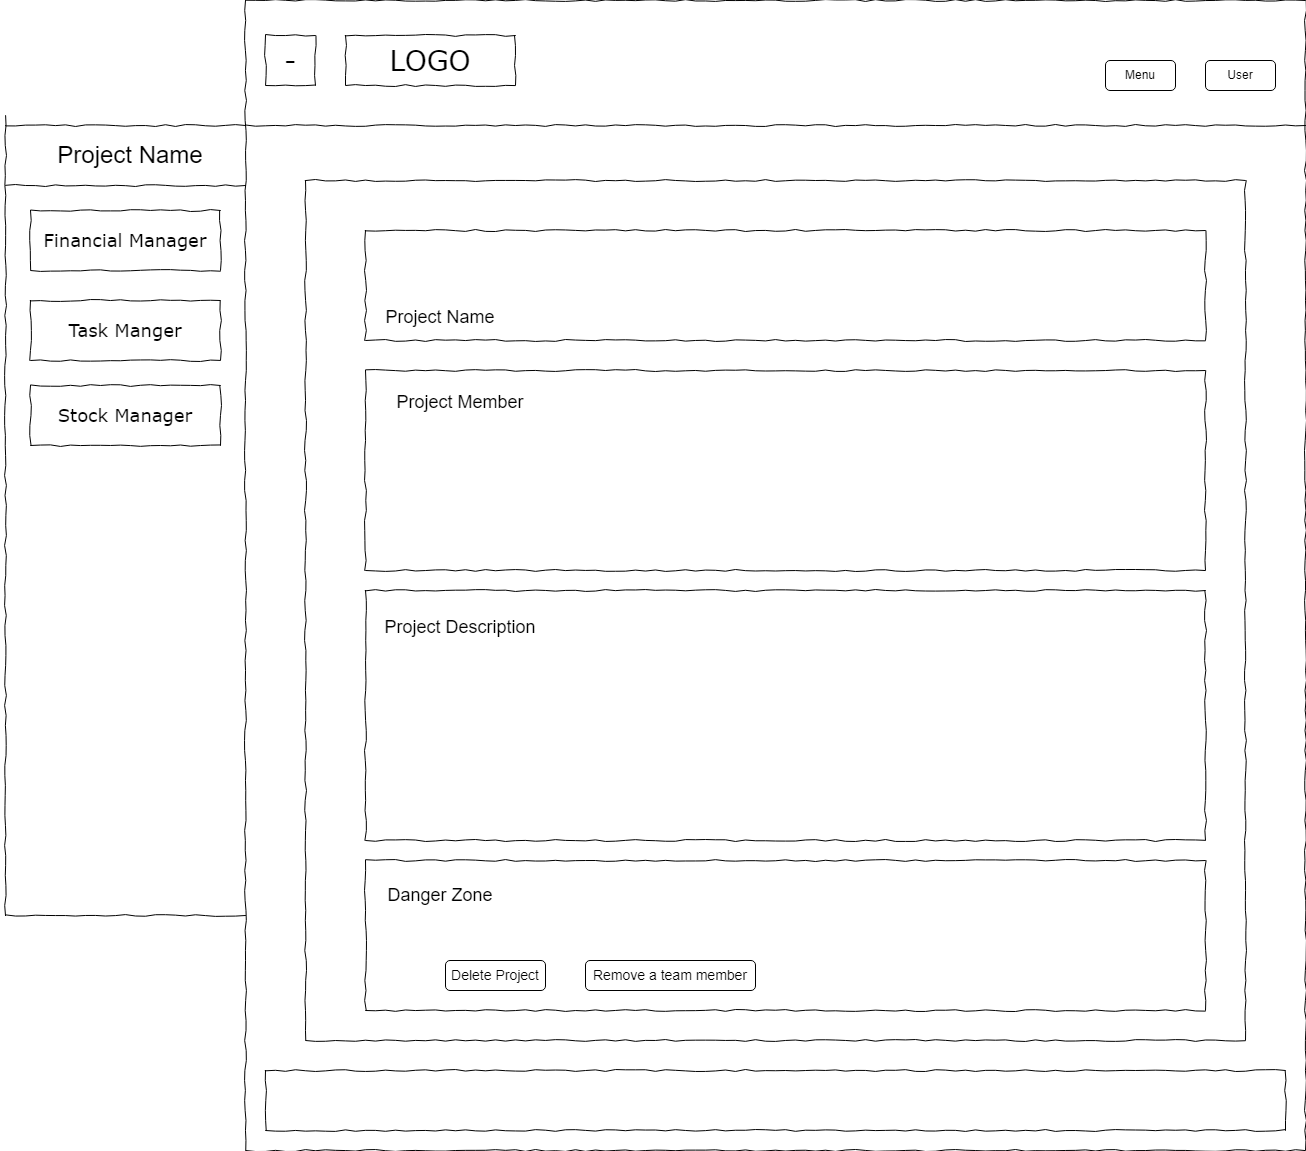 -
LOGO
Menu
User
Project Name
Financial Manager
Task Manger
Stock Manager
Project Name
Project Member
Project Description
Danger Zone
Delete Project
Remove a team member